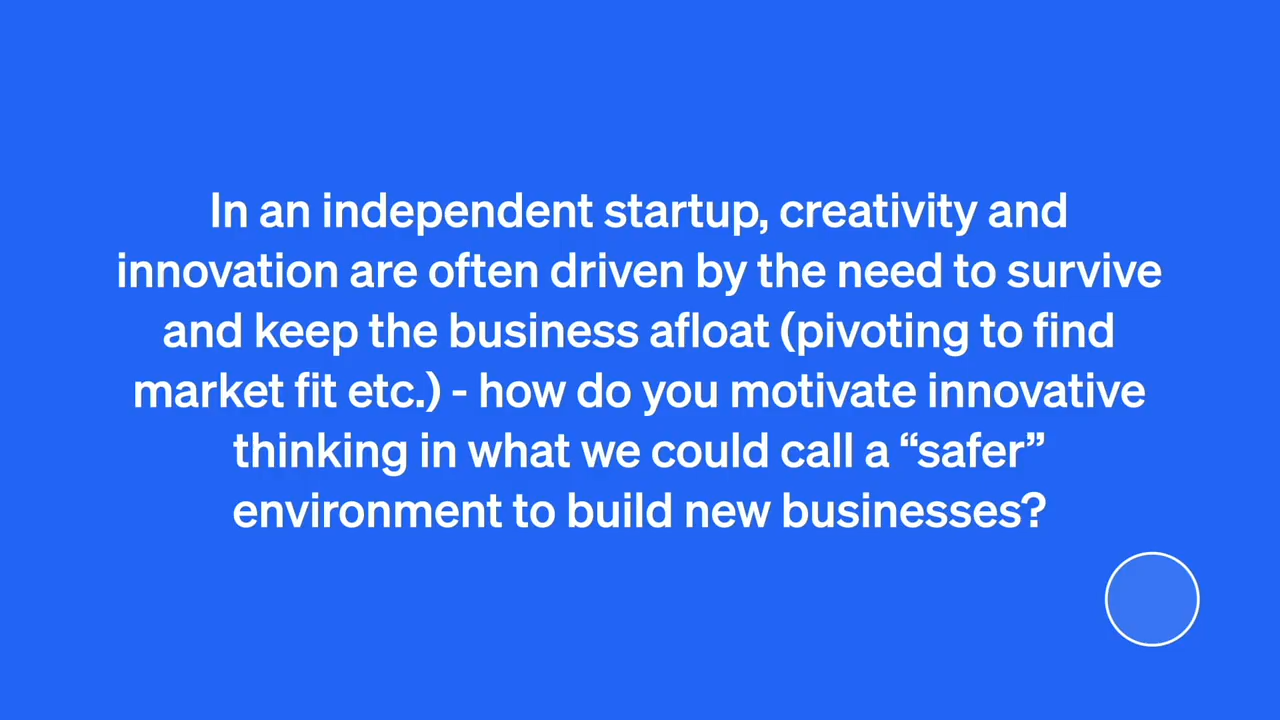 In an independent startup, creativity and
innovation are often driven by the need to survive
and keep the business afloat (pivoting to find
market fit etc.) - how do you motivate innovative
thinking in what we could call a “safer”
environment to build new businesses?